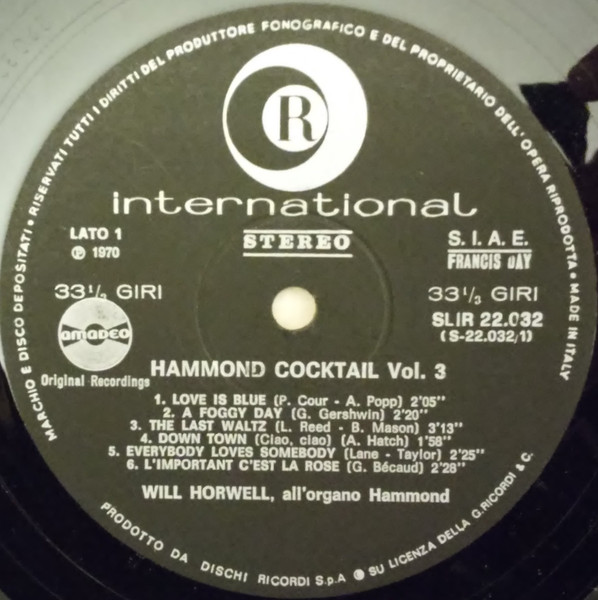 MARCHIO E DISCO DEPOSITATI • RISERVATI TUTTI I DIRITTI DEL PRODUTTORE FONOGRAFICO E DEL PROPRIETARIO DELL'OPERA RIPRODOTTA • MADE IN ITALY
R
international
LATO 1
℗ 1970
STEREO
S.I.A.E.
FRANCIS DAY
33 1/3 GIRI
33 1/3 GIRI
amadeo
Original Recordings
SLIR 22.032
(S-22.032/1)
HAMMOND COCKTAIL Vol. 3
1. LOVE IS BLUE (P. Cour - A. Popp) 2'05"
2. A FOGGY DAY (G. Gershwin) 2'20"
3. THE LAST WALTZ (L. Reed - B. Mason) 3'13"
4. DOWN TOWN (Ciao, ciao) (A. Hatch) 1'58"
5. EVERYBODY LOVES SOMEBODY (Lane - Taylor) 2'25"
6. L'IMPORTANT C'EST LA ROSE (G. Bécaud) 2'28"
WILL HORWELL, all'organo Hammond
PRODOTTO DA DISCHI RICORDI S.p.A ℗ SU LICENZA DELLA G. RICORDI & C.